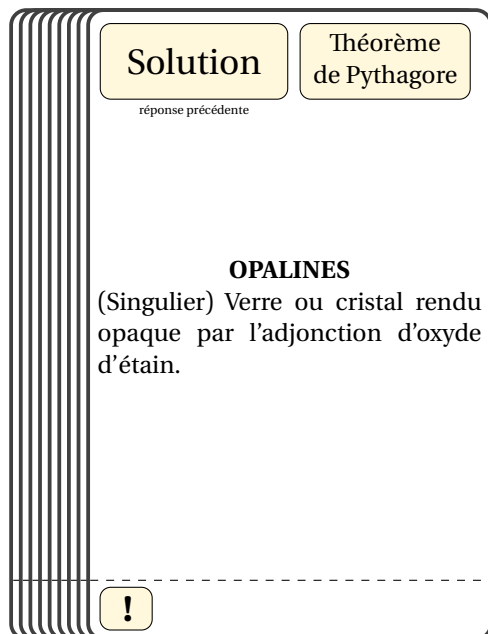 Solution
Théorème
de Pythagore
réponse précédente
OPALINES
(Singulier) Verre ou cristal rendu
opaque par l'adjonction d'oxyde
d'étain.
!